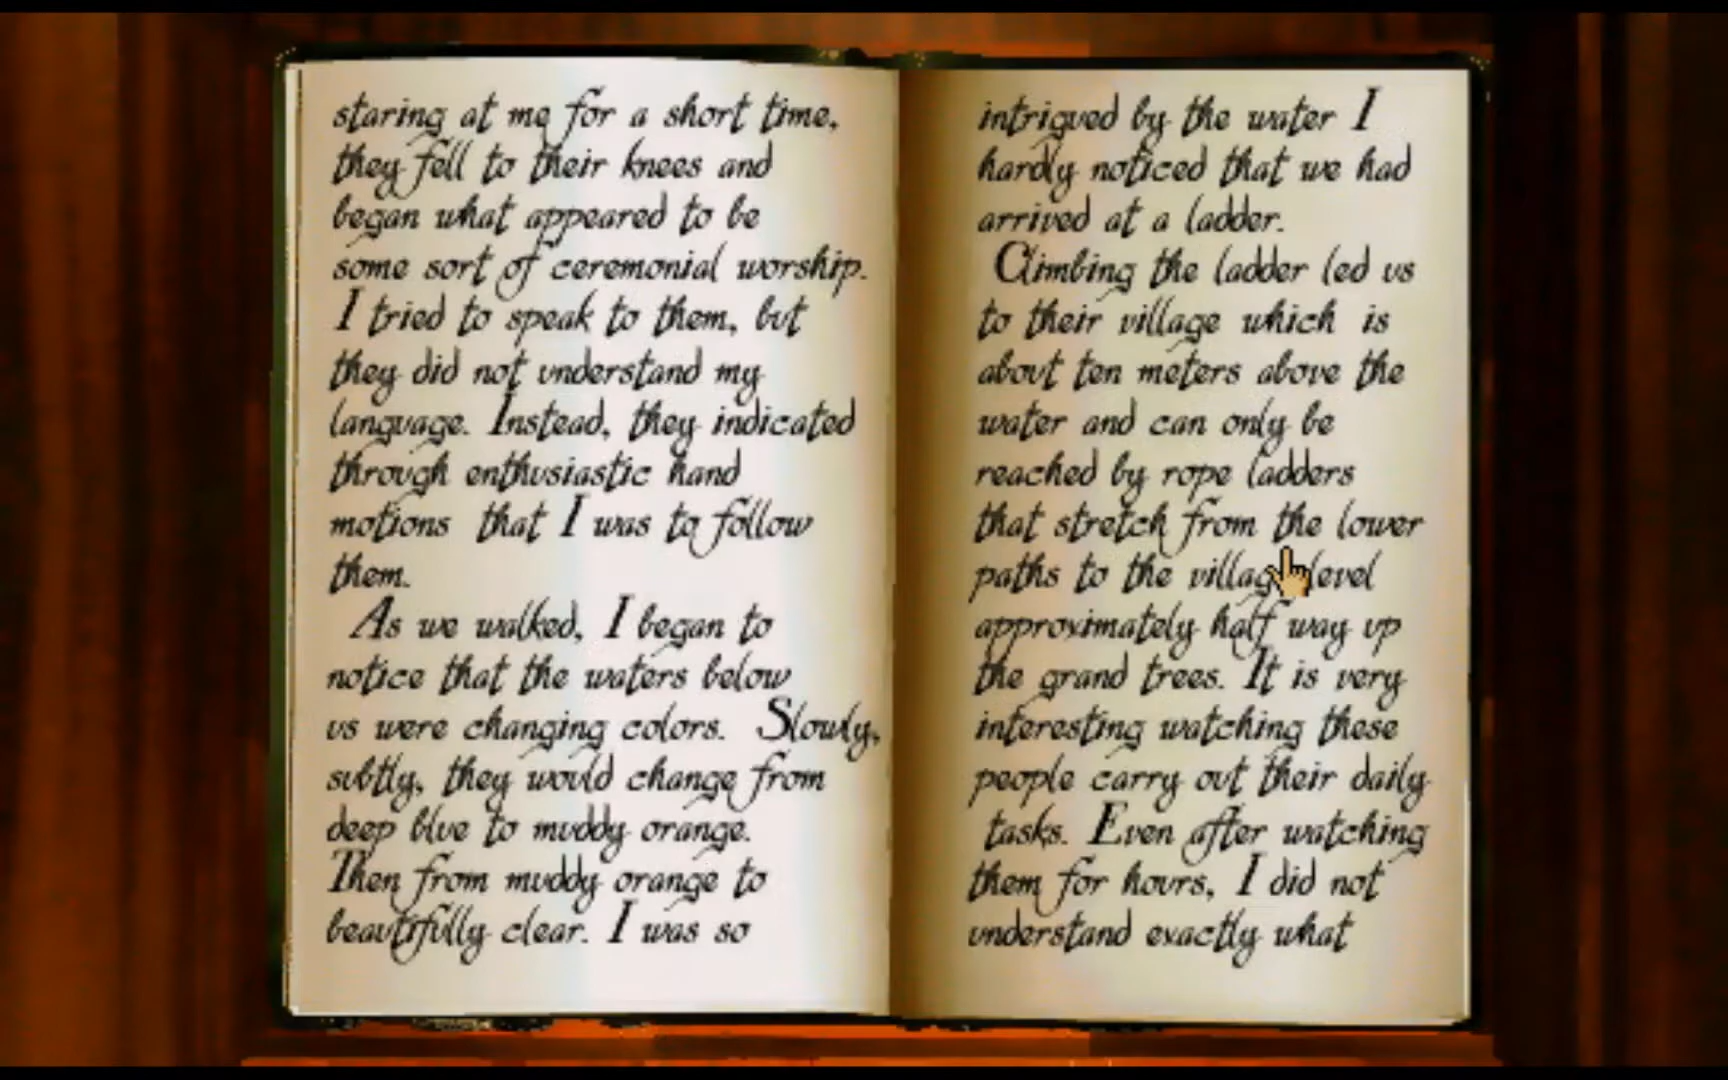 staring at me for a short time,
they fell to their knees and
began what appeared to be
some sort of ceremonial worship.
I tried to speak to them, but
they did not understand my
language. Instead, they indicated
through enthusiastic hand
motions that I was to follow
them.
As we walked, I began to
notice that the waters below
us were changing colors. Slowly,
subtly, they would change from
deep blue to muddy orange.
Then from muddy orange to
beautifully clear. I was so
intrigued by the water I
hardly noticed that we had
arrived at a ladder.
Climbing the ladder led us
to their village which is
about ten meters above the
water and can only be
reached by rope ladders
that stretch from the lower
paths to the village level
approximately half way up
the grand trees. It is very
interesting watching these
people carry out their daily
tasks. Even after watching
them for hours, I did not
understand exactly what